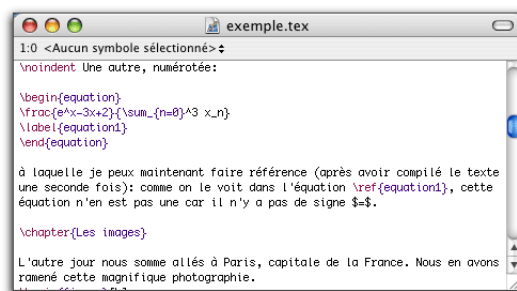 exemple.tex
1:0 <Aucun symbole sélectionné>
\noindent Une autre, numérotée:
\begin{equation}
\frac{e^x-3x+2}{\sum_{n=0}^3 x_n}
\label{equation1}
\end{equation}
à laquelle je peux maintenant faire référence (après avoir compilé le texte
une seconde fois): comme on le voit dans l'équation \ref{equation1}, cette
équation n'en est pas une car il n'y a pas de signe $=$.
\chapter{Les images}
L'autre jour nous somme allés à Paris, capitale de la France. Nous en avons
ramené cette magnifique photographie.